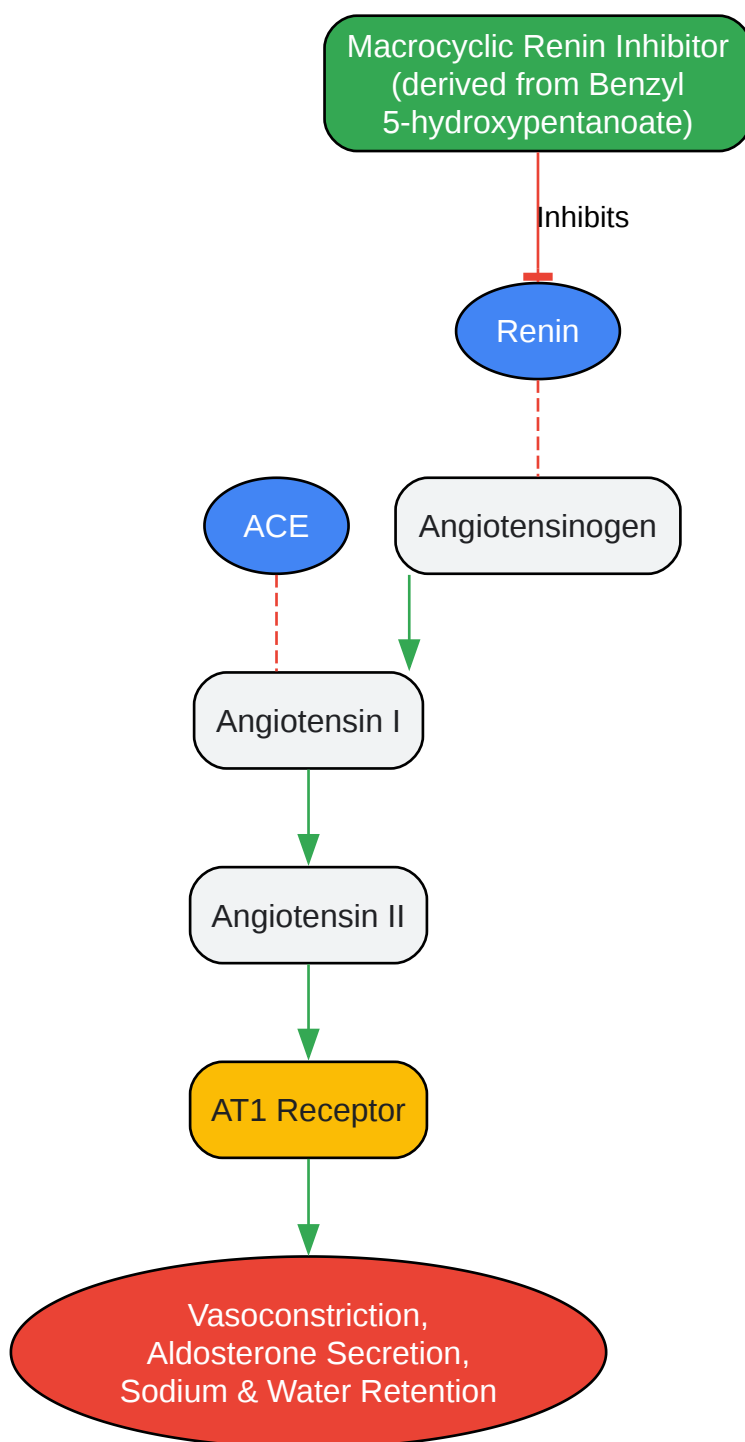 Macrocyclic Renin Inhibitor
(derived from Benzyl
5-hydroxypentanoate)
Inhibits
Renin
ACE
Angiotensinogen
Angiotensin I
Angiotensin II
AT1 Receptor
Vasoconstriction,
Aldosterone Secretion,
Sodium & Water Retention